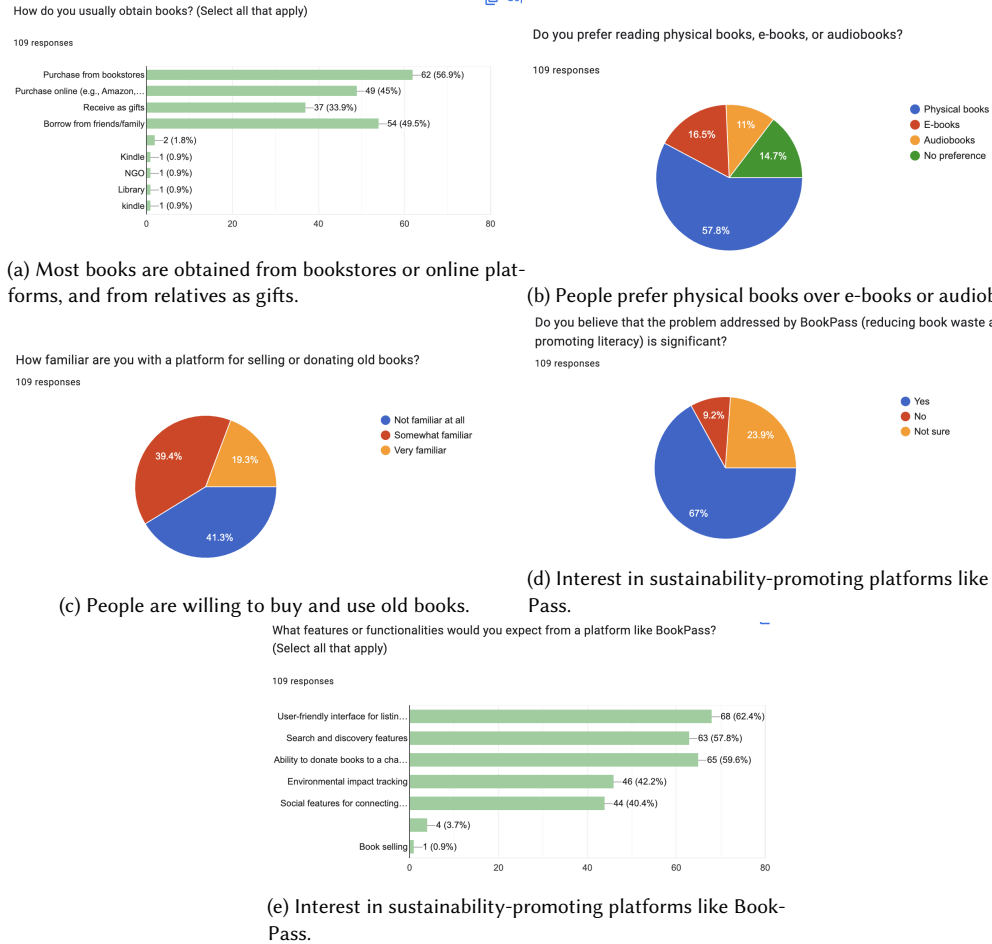 How do you usually obtain books? (Select all that apply)
109 responses
Purchase from bookstores
62 (56.9%)
Purchase online (e.g., Amazon,...
49 (45%)
Receive as gifts
37 (33.9%)
Borrow from friends/family
54 (49.5%)
2 (1.8%)
Kindle
1 (0.9%)
NGO
1 (0.9%)
Library
1 (0.9%)
kindle
1 (0.9%)
0 20 40 60 80
(a) Most books are obtained from bookstores or online plat-
forms, and from relatives as gifts.
Do you prefer reading physical books, e-books, or audiobooks?
109 responses
16.5%
11%
14.7%
57.8%
Physical books
E-books
Audiobooks
No preference
(b) People prefer physical books over e-books or audiob
How familiar are you with a platform for selling or donating old books?
109 responses
39.4%
19.3%
41.3%
Not familiar at all
Somewhat familiar
Very familiar
(c) People are willing to buy and use old books.
Do you believe that the problem addressed by BookPass (reducing book waste a
promoting literacy) is significant?
109 responses
9.2%
23.9%
67%
Yes
No
Not sure
(d) Interest in sustainability-promoting platforms like
Pass.
What features or functionalities would you expect from a platform like BookPass?
(Select all that apply)
109 responses
User-friendly interface for listin...
68 (62.4%)
Search and discovery features
63 (57.8%)
Ability to donate books to a cha...
65 (59.6%)
Environmental impact tracking
46 (42.2%)
Social features for connecting...
44 (40.4%)
4 (3.7%)
Book selling
1 (0.9%)
0 20 40 60 80
(e) Interest in sustainability-promoting platforms like Book-
Pass.